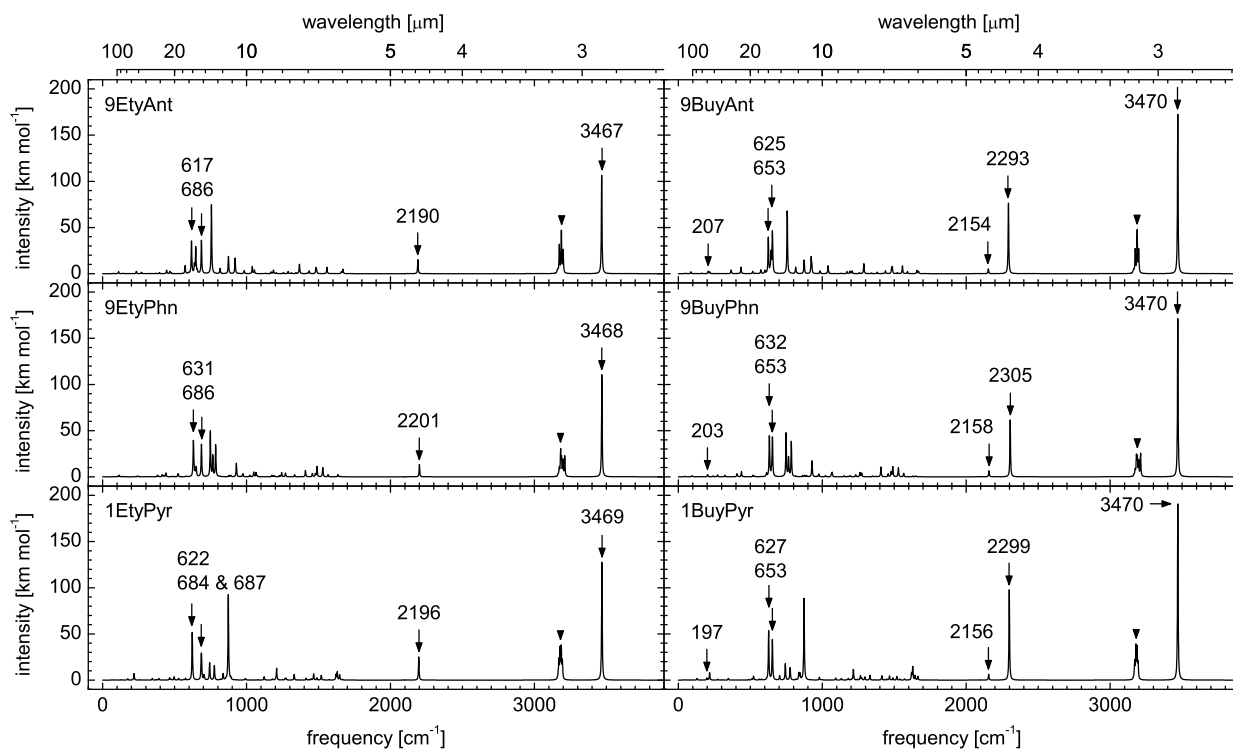 wavelength [μm]
wavelength [μm]
100 20 10 5 4 3
100 20 10 5 4 3
200
150
100
50
0
intensity [km mol⁻¹]
9EtyAnt
617
686
2190
3467
9BuyAnt
207
625
653
2154
2293
3470
200
150
100
50
0
intensity [km mol⁻¹]
9EtyPhn
631
686
2201
3468
9BuyPhn
203
632
653
2158
2305
3470
200
150
100
50
0
intensity [km mol⁻¹]
1EtyPyr
622
684 & 687
2196
3469
1BuyPyr
197
627
653
2156
2299
3470
0 1000 2000 3000
0 1000 2000 3000
frequency [cm⁻¹]
frequency [cm⁻¹]